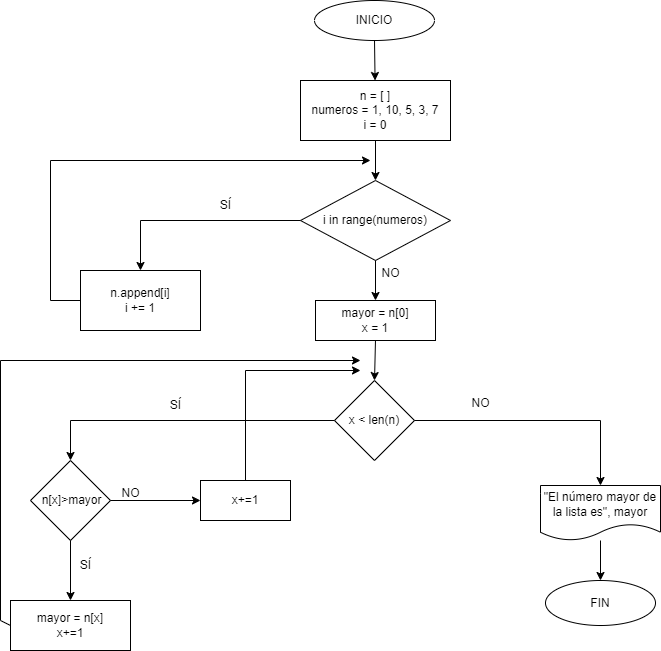 INICIO
n = [ ]
numeros = 1, 10, 5, 3, 7
i = 0
SÍ
i in range(numeros)
NO
n.append[i]
i += 1
mayor = n[0]
x = 1
SÍ
x < len(n)
NO
n[x]>mayor
NO
x+=1
"El número mayor de
la lista es", mayor
SÍ
mayor = n[x]
x+=1
FIN